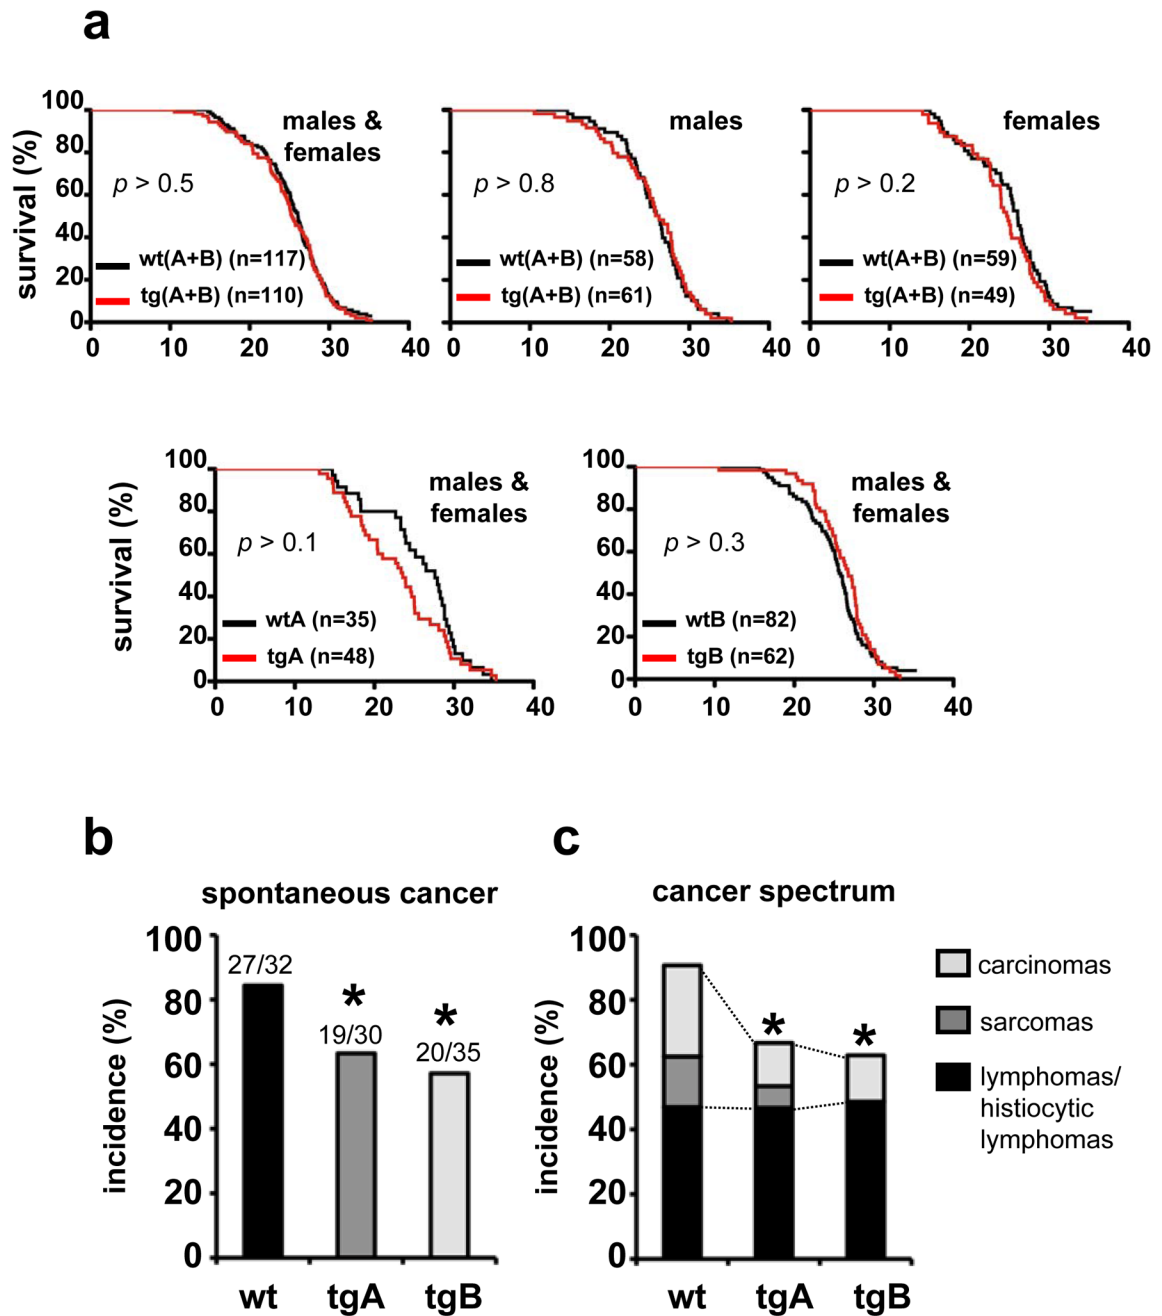 a
survival (%)
100
80
60
40
20
0
0 10 20 30 40
males &
females
p > 0.5
wt(A+B) (n=117)
tg(A+B) (n=110)
males
p > 0.8
wt(A+B) (n=58)
tg(A+B) (n=61)
0 10 20 30 40
females
p > 0.2
wt(A+B) (n=59)
tg(A+B) (n=49)
0 10 20 30 40
survival (%)
100
80
60
40
20
0
males &
females
p > 0.1
wtA (n=35)
tgA (n=48)
0 10 20 30 40
100
80
60
40
20
0
males &
females
p > 0.3
wtB (n=82)
tgB (n=62)
0 10 20 30 40
b
spontaneous cancer
incidence (%)
100
80
60
40
20
0
27/32
*
19/30
*
20/35
wt tgA tgB
c
cancer spectrum
incidence (%)
100
80
60
40
20
0
*
*
wt tgA tgB
carcinomas
sarcomas
lymphomas/
histiocytic
lymphomas